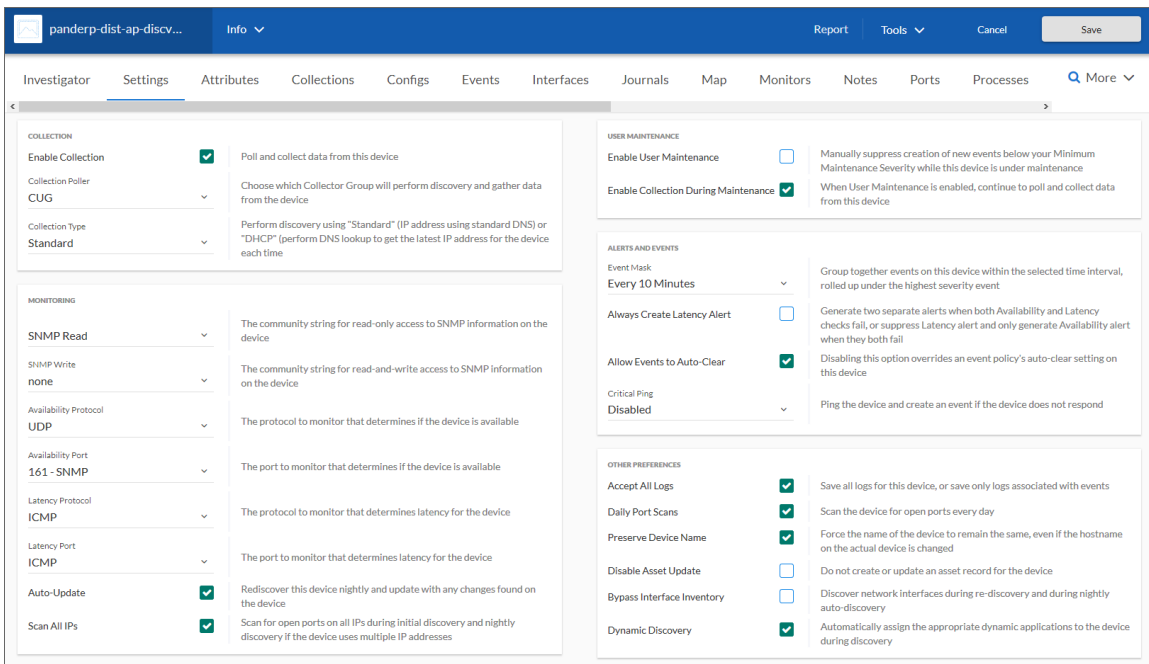 panderp-dist-ap-discv...
Info
Report
Tools
Cancel
Save
Investigator
Settings
Attributes
Collections
Configs
Events
Interfaces
Journals
Map
Monitors
Notes
Ports
Processes
More
COLLECTION
Enable Collection
Poll and collect data from this device
Collection Poller
CUG
Choose which Collector Group will perform discovery and gather data
from the device
Collection Type
Standard
Perform discovery using "Standard" (IP address using standard DNS) or
"DHCP" (perform DNS lookup to get the latest IP address for the device
each time
MONITORING
SNMP Read
The community string for read-only access to SNMP information on the
device
SNMP Write
none
The community string for read-and-write access to SNMP information
on the device
Availability Protocol
UDP
The protocol to monitor that determines if the device is available
Availability Port
161 - SNMP
The port to monitor that determines if the device is available
Latency Protocol
ICMP
The protocol to monitor that determines latency for the device
Latency Port
ICMP
The port to monitor that determines latency for the device
Auto-Update
Rediscover this device nightly and update with any changes found on
the device
Scan All IPs
Scan for open ports on all IPs during initial discovery and nightly
discovery if the device uses multiple IP addresses
USER MAINTENANCE
Enable User Maintenance
Manually suppress creation of new events below your Minimum
Maintenance Severity while this device is under maintenance
Enable Collection During Maintenance
When User Maintenance is enabled, continue to poll and collect data
from this device
ALERTS AND EVENTS
Event Mask
Every 10 Minutes
Group together events on this device within the selected time interval,
rolled up under the highest severity event
Always Create Latency Alert
Generate two separate alerts when both Availability and Latency
checks fail, or suppress Latency alert and only generate Availability alert
when they both fail
Allow Events to Auto-Clear
Disabling this option overrides an event policy's auto-clear setting on
this device
Critical Ping
Disabled
Ping the device and create an event if the device does not respond
OTHER PREFERENCES
Accept All Logs
Save all logs for this device, or save only logs associated with events
Daily Port Scans
Scan the device for open ports every day
Preserve Device Name
Force the name of the device to remain the same, even if the hostname
on the actual device is changed
Disable Asset Update
Do not create or update an asset record for the device
Bypass Interface Inventory
Discover network interfaces during re-discovery and during nightly
auto-discovery
Dynamic Discovery
Automatically assign the appropriate dynamic applications to the device
during discovery